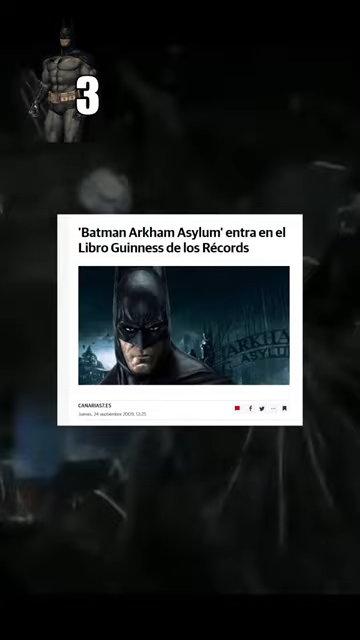 3
'Batman Arkham Asylum' entra en el
Libro Guinness de los Récords
ARKHAM
ASYLUM
CANARIAS7.ES
Jueves, 24 septiembre 2009, 13:25